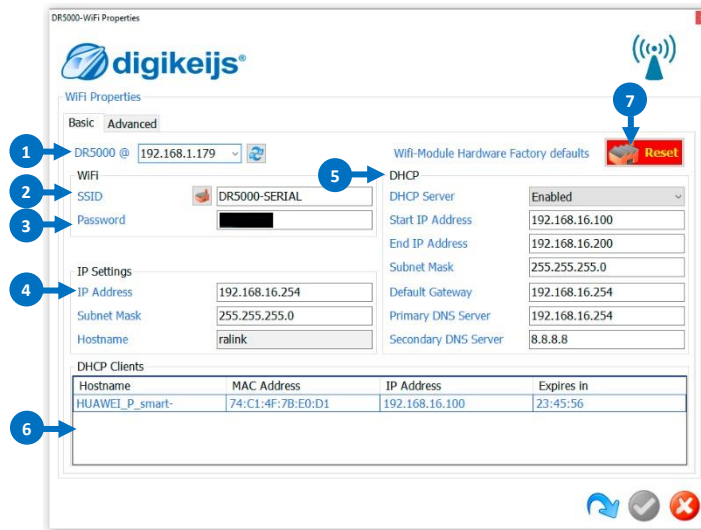 DR5000-WiFi Properties
digikeijs®
WiFi Properties
7
Basic Advanced
1
DR5000 @ 192.168.1.179
Wifi-Module Hardware Factory defaults Reset
WiFi
2
SSID DR5000-SERIAL
3
Password
IP Settings
4
IP Address 192.168.16.254
Subnet Mask 255.255.255.0
Hostname ralink
5
DHCP
DHCP Server Enabled
Start IP Address 192.168.16.100
End IP Address 192.168.16.200
Subnet Mask 255.255.255.0
Default Gateway 192.168.16.254
Primary DNS Server 192.168.16.254
Secondary DNS Server 8.8.8.8
DHCP Clients
Hostname MAC Address IP Address Expires in
HUAWEI_P_smart- 74:C1:4F:7B:E0:D1 192.168.16.100 23:45:56
6